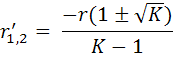 r′₁,₂ = −r(1 ± √K) / (K − 1)